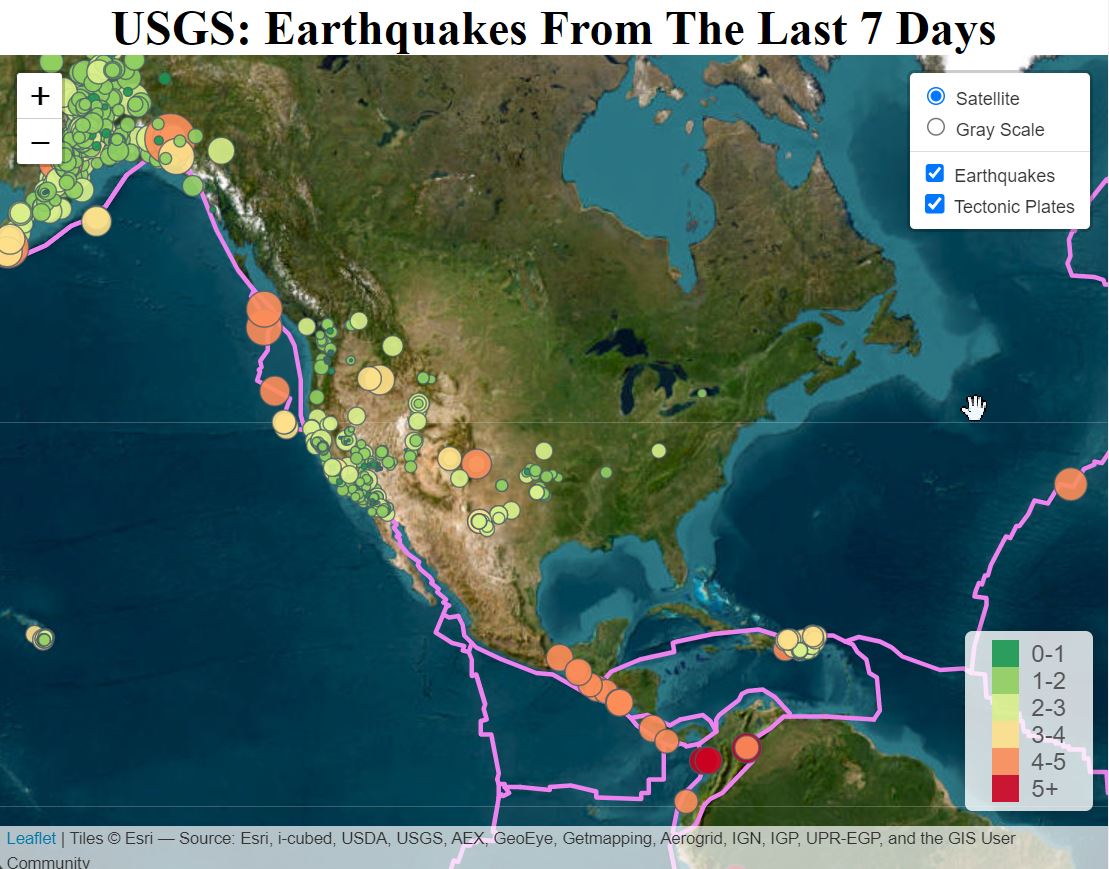 USGS: Earthquakes From The Last 7 Days
+
−
Satellite
Gray Scale
Earthquakes
Tectonic Plates
0-1
1-2
2-3
3-4
4-5
5+
Leaflet | Tiles © Esri — Source: Esri, i-cubed, USDA, USGS, AEX, GeoEye, Getmapping, Aerogrid, IGN, IGP, UPR-EGP, and the GIS User
Community